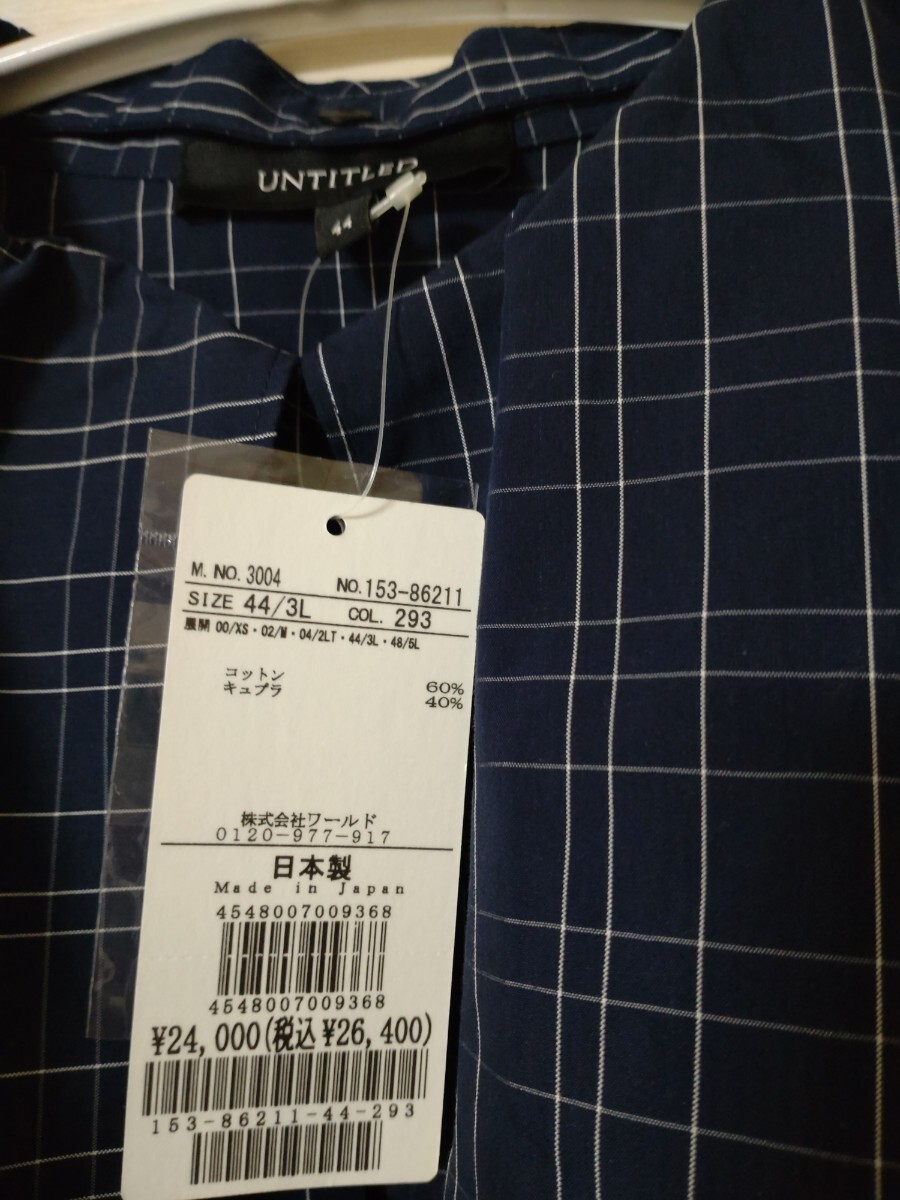 UNTITLED
44
M. NO. 3004 NO. 153-86211
SIZE 44/3L COL. 293
展開 00/XS・02/M・04/2LT・44/3L・48/5L
コットン 60%
キュプラ 40%
株式会社ワールド
0120-977-917
日本製
Made in Japan
4548007009368
4548007009368
¥24,000(税込¥26,400)
153-86211-44-293